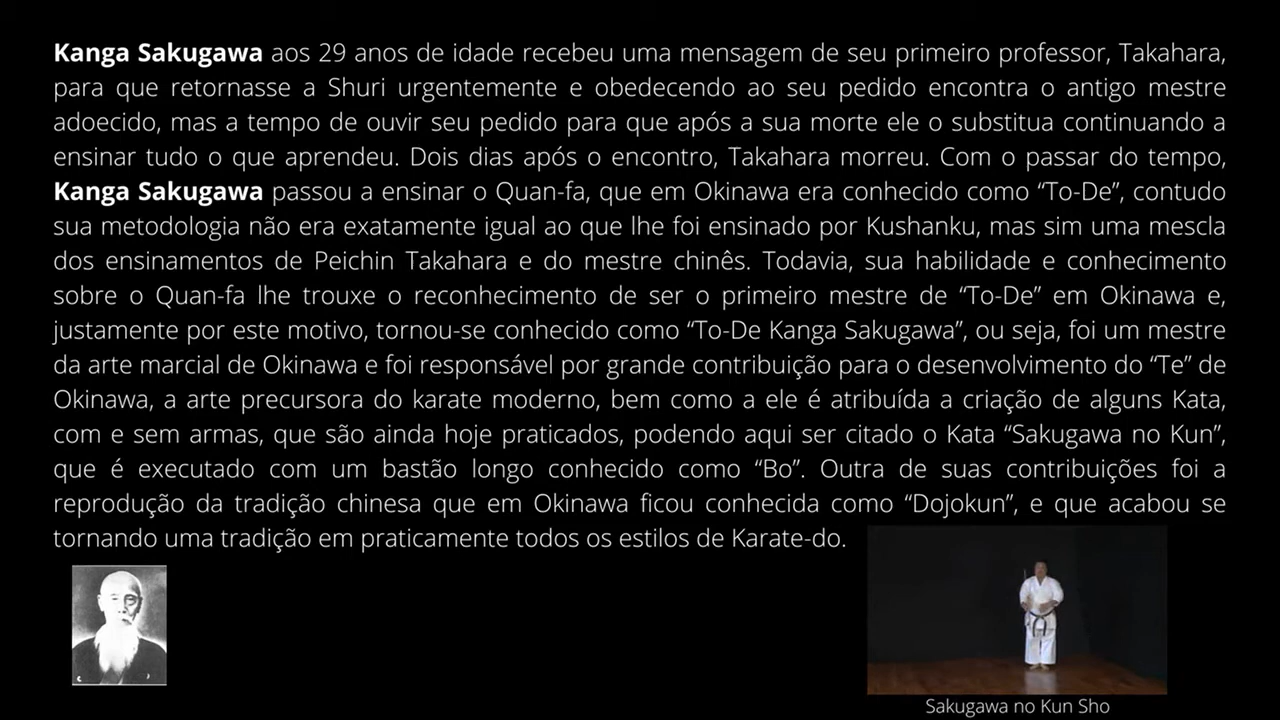 Kanga Sakugawa aos 29 anos de idade recebeu uma mensagem de seu primeiro professor, Takahara,
para que retornasse a Shuri urgentemente e obedecendo ao seu pedido encontra o antigo mestre
adoecido, mas a tempo de ouvir seu pedido para que após a sua morte ele o substitua continuando a
ensinar tudo o que aprendeu. Dois dias após o encontro, Takahara morreu. Com o passar do tempo,
Kanga Sakugawa passou a ensinar o Quan-fa, que em Okinawa era conhecido como “To-De”, contudo
sua metodologia não era exatamente igual ao que lhe foi ensinado por Kushanku, mas sim uma mescla
dos ensinamentos de Peichin Takahara e do mestre chinês. Todavia, sua habilidade e conhecimento
sobre o Quan-fa lhe trouxe o reconhecimento de ser o primeiro mestre de “To-De” em Okinawa e,
justamente por este motivo, tornou-se conhecido como “To-De Kanga Sakugawa”, ou seja, foi um mestre
da arte marcial de Okinawa e foi responsável por grande contribuição para o desenvolvimento do “Te” de
Okinawa, a arte precursora do karate moderno, bem como a ele é atribuída a criação de alguns Kata,
com e sem armas, que são ainda hoje praticados, podendo aqui ser citado o Kata “Sakugawa no Kun”,
que é executado com um bastão longo conhecido como “Bo”. Outra de suas contribuições foi a
reprodução da tradição chinesa que em Okinawa ficou conhecida como “Dojokun”, e que acabou se
tornando uma tradição em praticamente todos os estilos de Karate-do.
Sakugawa no Kun Sho